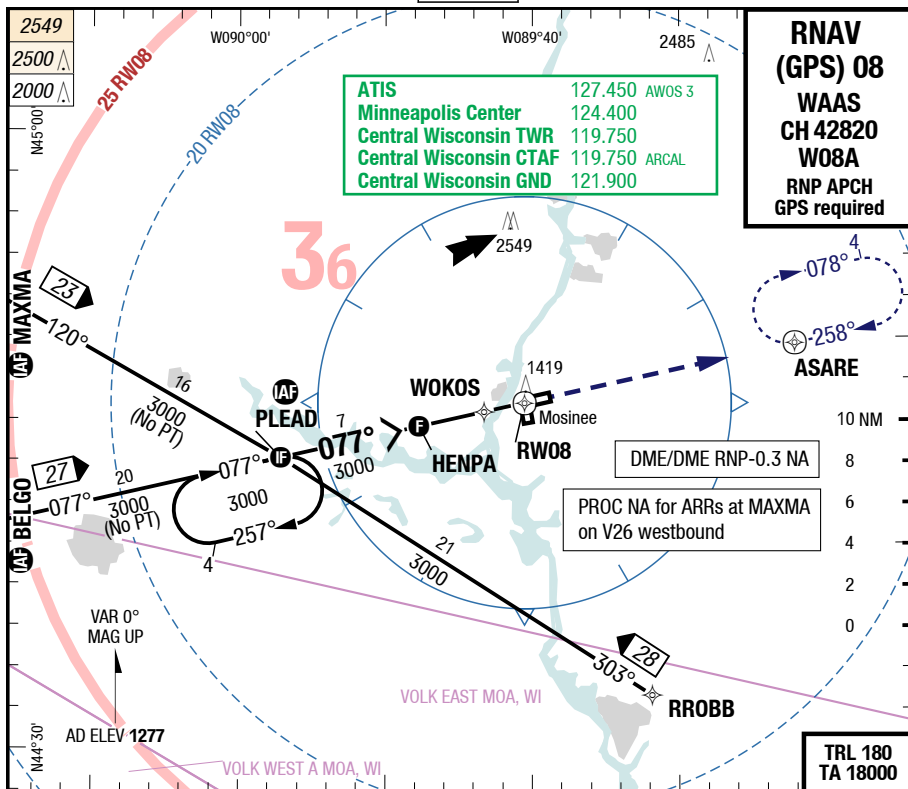 2549
2500
2000
25 RW08
20 RW08
W090°00'
W089°40'
2485
N45°00'
RNAV
(GPS) 08
WAAS
CH 42820
W08A
RNP APCH
GPS required
ATIS 127.450 AWOS 3
Minneapolis Center 124.400
Central Wisconsin TWR 119.750
Central Wisconsin CTAF 119.750 ARCAL
Central Wisconsin GND 121.900
36
2549
4
078°
258°
ASARE
IAF MAXMA
23
120°
16
3000
(No PT)
IAF
PLEAD
IF
7
077°
3000
WOKOS
F
HENPA
1419
Mosinee
RW08
10 NM
8
6
4
2
0
DME/DME RNP-0.3 NA
PROC NA for ARRs at MAXMA
on V26 westbound
IAF BELGO
27
077°
20
3000
(No PT)
077°
3000
257°
4
21
3000
28
303°
RROBB
VAR 0°
MAG UP
AD ELEV 1277
VOLK EAST MOA, WI
VOLK WEST A MOA, WI
N44°30'
TRL 180
TA 18000